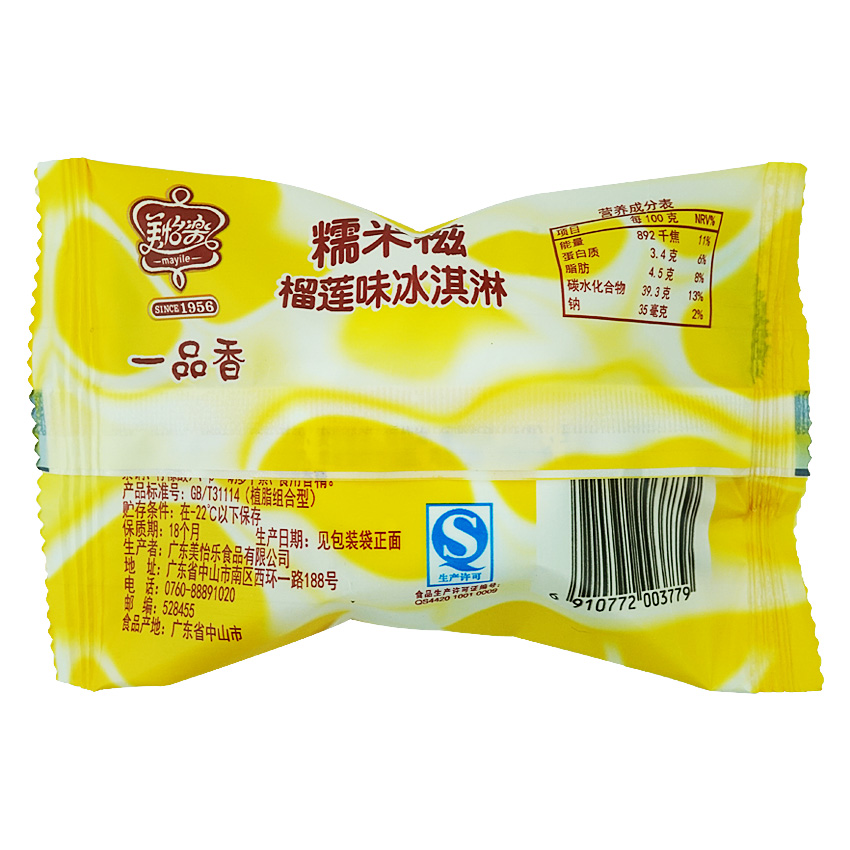 美怡乐
mayile
SINCE 1956
一品香
糯米糍
榴莲味冰淇淋
营养成分表
项目 每 100 克 NRV%
能量 892 千焦 11%
蛋白质 3.4 克 6%
脂肪 4.5 克 8%
碳水化合物 39.3 克 13%
钠 35 毫克 2%
产品标准号：GB/T31114（植脂组合型）
贮存条件：在-22℃以下保存
保质期：18个月 生产日期：见包装袋正面
生产者：广东美怡乐食品有限公司
地 址：广东省中山市南区西环一路188号
电 话：0760-88891020
邮 编：528455
食品产地：广东省中山市
生产许可
食品生产许可证编号：
QS4420 1001 0009
6 910772 003779